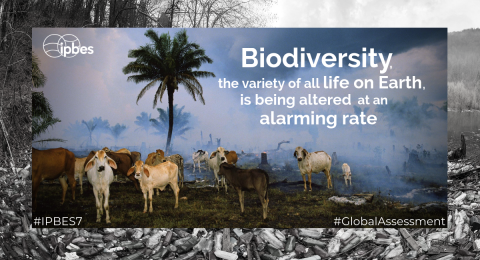 ipbes
Biodiversity,
the variety of all life on Earth,
is being altered at an
alarming rate
#IPBES7
#GlobalAssessment